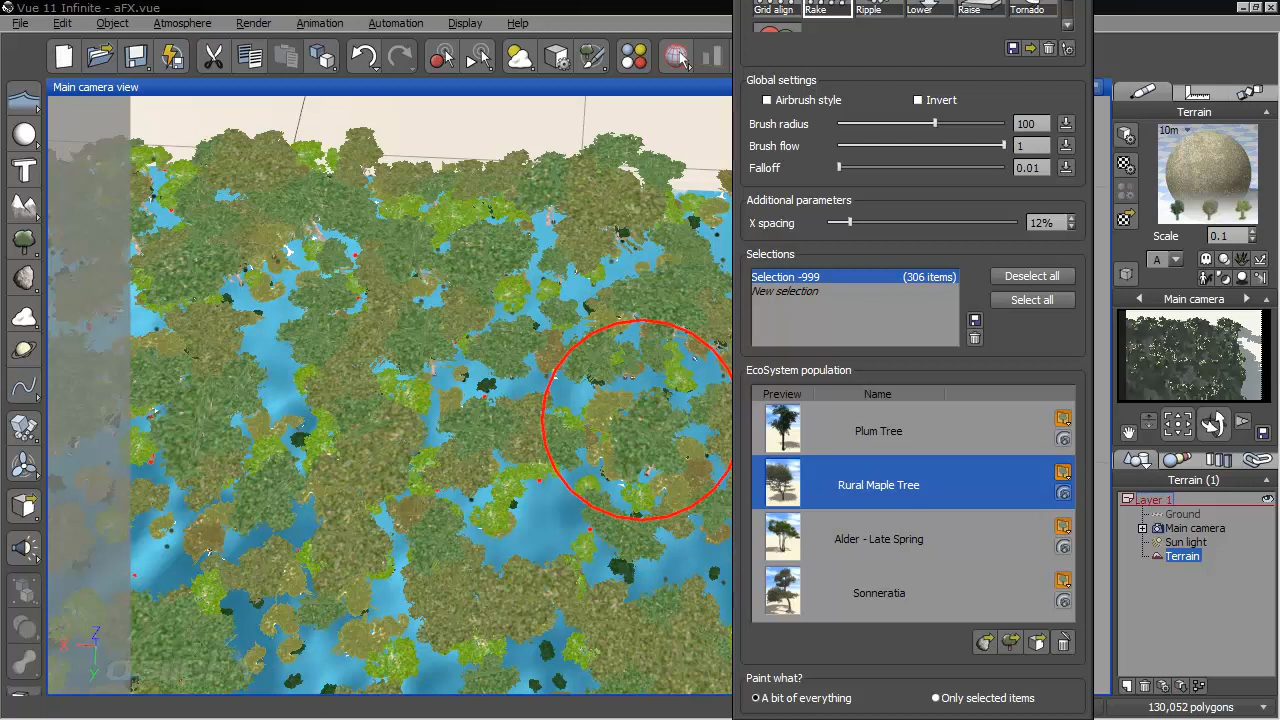 Vue 11 Infinite - aFX.vue
File Edit Object Atmosphere Render Animation Automation Display Help
Main camera view
Grid align Rake Ripple Lower Raise Tornado
Global settings
Airbrush style Invert
Brush radius 100
Brush flow 1
Falloff 0.01
Additional parameters
X spacing 12%
Selections
Selection -999 (306 items)
New selection
Deselect all
Select all
EcoSystem population
Preview Name
Plum Tree
Rural Maple Tree
Alder - Late Spring
Sonneratia
Paint what?
A bit of everything Only selected items
Terrain
10m
Scale 0.1
A
Main camera
Terrain (1)
Layer 1
Ground
Main camera
Sun light
Terrain
130,052 polygons
X Z Y